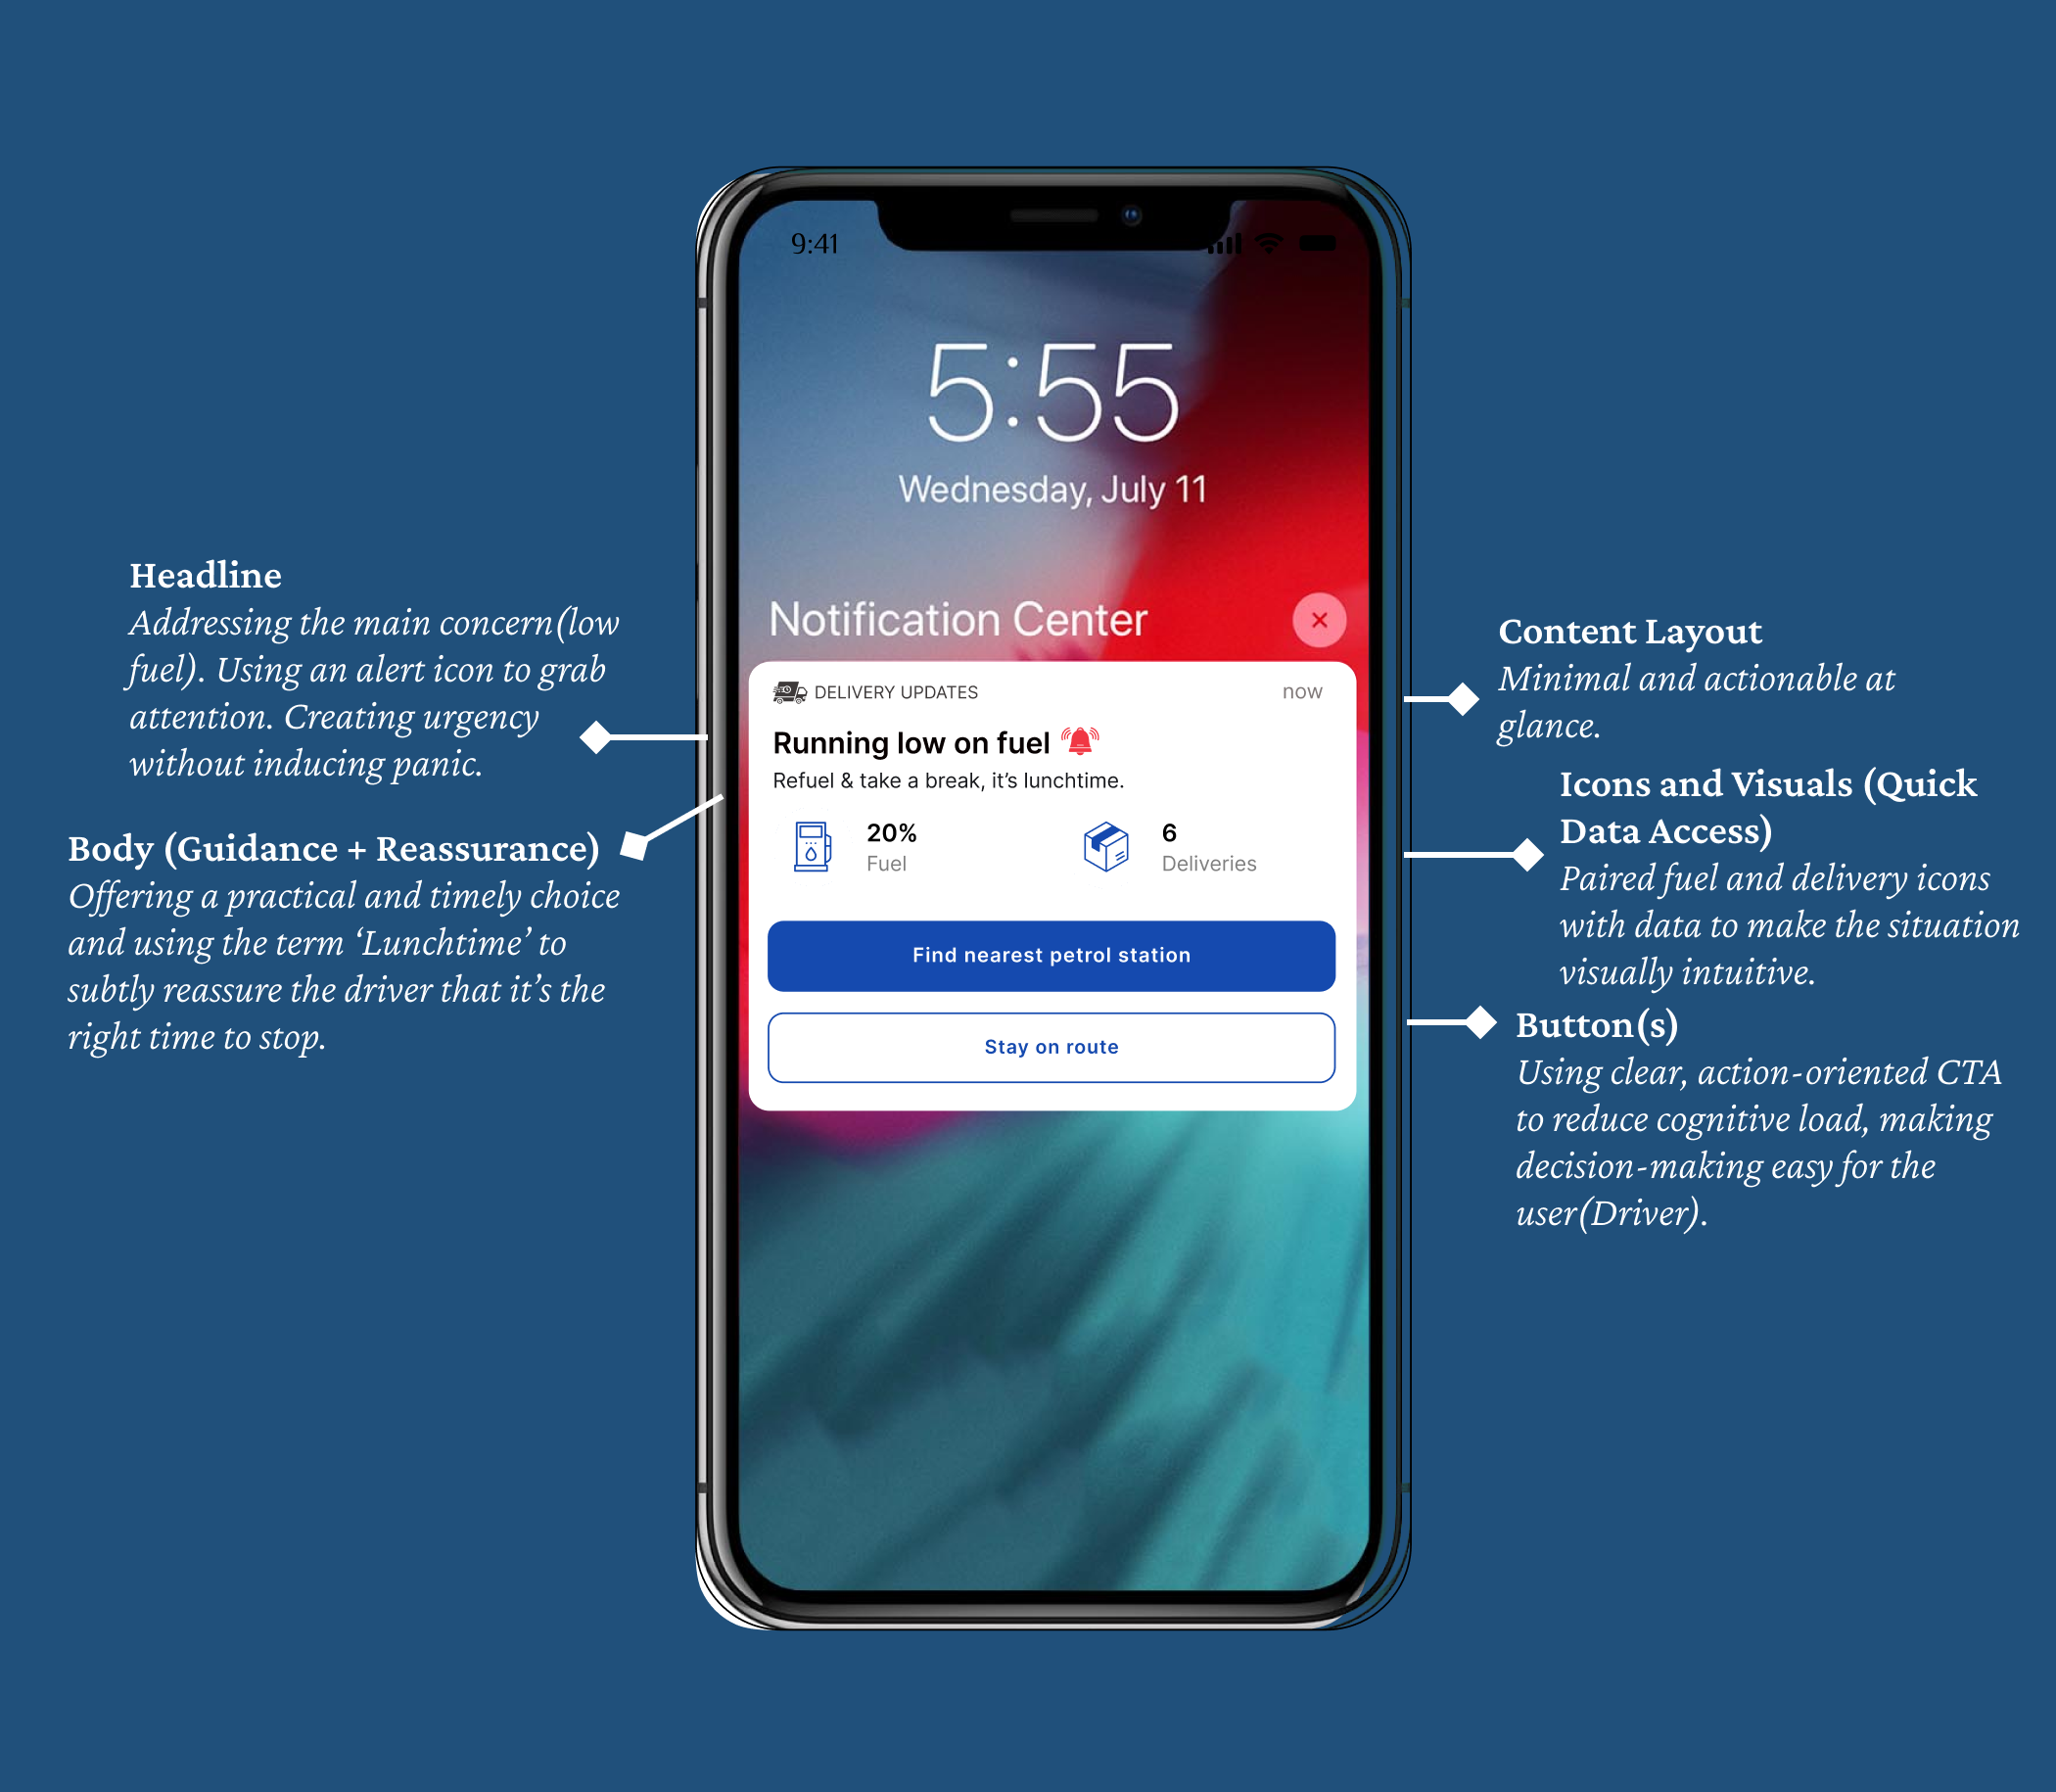 9:41
5:55
Wednesday, July 11
Notification Center
DELIVERY UPDATES
now
Running low on fuel
Refuel & take a break, it's lunchtime.
20%
Fuel
6
Deliveries
Find nearest petrol station
Stay on route
Headline
Addressing the main concern(low
fuel). Using an alert icon to grab
attention. Creating urgency
without inducing panic.
Body (Guidance + Reassurance)
Offering a practical and timely choice
and using the term ‘Lunchtime’ to
subtly reassure the driver that it’s the
right time to stop.
Content Layout
Minimal and actionable at
glance.
Icons and Visuals (Quick
Data Access)
Paired fuel and delivery icons
with data to make the situation
visually intuitive.
Button(s)
Using clear, action-oriented CTA
to reduce cognitive load, making
decision-making easy for the
user(Driver).